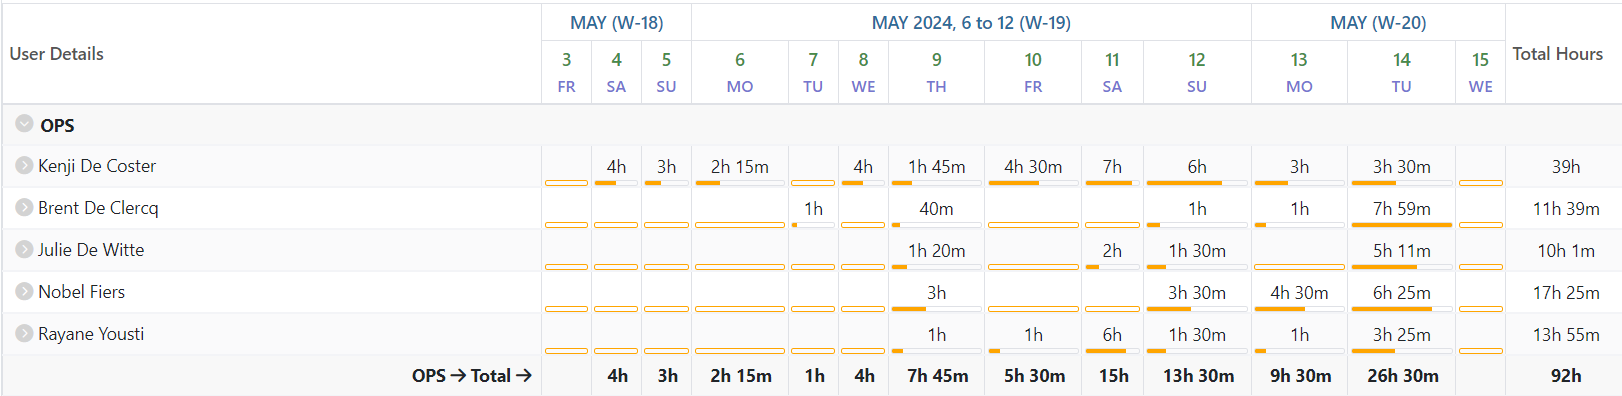 User Details MAY (W-18) MAY 2024, 6 to 12 (W-19) MAY (W-20) Total Hours
3 4 5 6 7 8 9 10 11 12 13 14 15
FR SA SU MO TU WE TH FR SA SU MO TU WE
OPS
Kenji De Coster 4h 3h 2h 15m 4h 1h 45m 4h 30m 7h 6h 3h 3h 30m 39h
Brent De Clercq 1h 40m 1h 1h 7h 59m 11h 39m
Julie De Witte 1h 20m 2h 1h 30m 5h 11m 10h 1m
Nobel Fiers 3h 3h 30m 4h 30m 6h 25m 17h 25m
Rayane Yousti 1h 1h 6h 1h 30m 1h 3h 25m 13h 55m
OPS → Total → 4h 3h 2h 15m 1h 4h 7h 45m 5h 30m 15h 13h 30m 9h 30m 26h 30m 92h